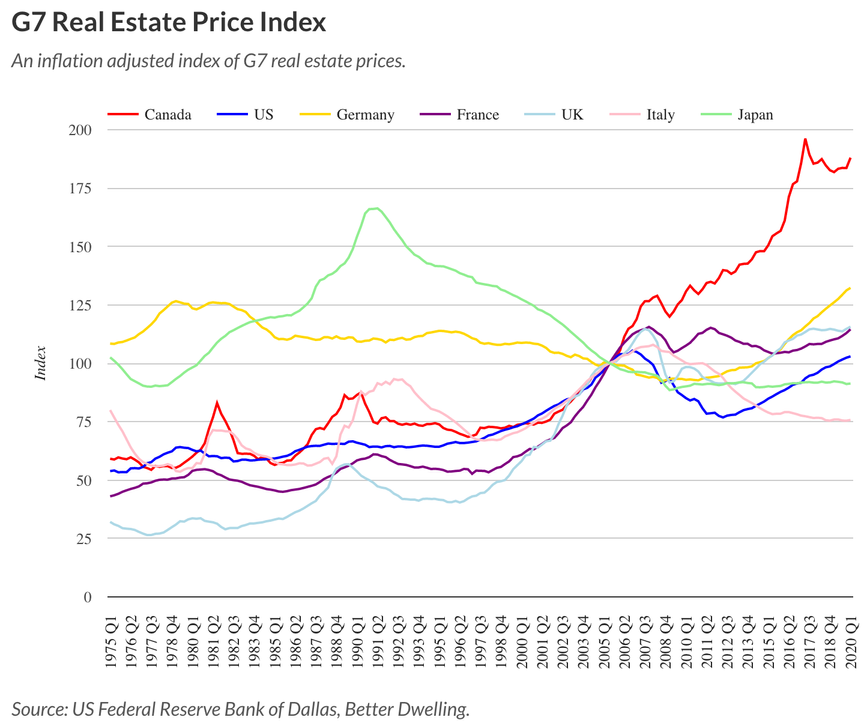 G7 Real Estate Price Index
An inflation adjusted index of G7 real estate prices.
Canada US Germany France UK Italy Japan
200
175
150
125
100
75
50
25
0
Index
1975 Q1
1976 Q2
1977 Q3
1978 Q4
1980 Q1
1981 Q2
1982 Q3
1983 Q4
1985 Q1
1986 Q2
1987 Q3
1988 Q4
1990 Q1
1991 Q2
1992 Q3
1993 Q4
1995 Q1
1996 Q2
1997 Q3
1998 Q4
2000 Q1
2001 Q2
2002 Q3
2003 Q4
2005 Q1
2006 Q2
2007 Q3
2008 Q4
2010 Q1
2011 Q2
2012 Q3
2013 Q4
2015 Q1
2016 Q2
2017 Q3
2018 Q4
2020 Q1
Source: US Federal Reserve Bank of Dallas, Better Dwelling.